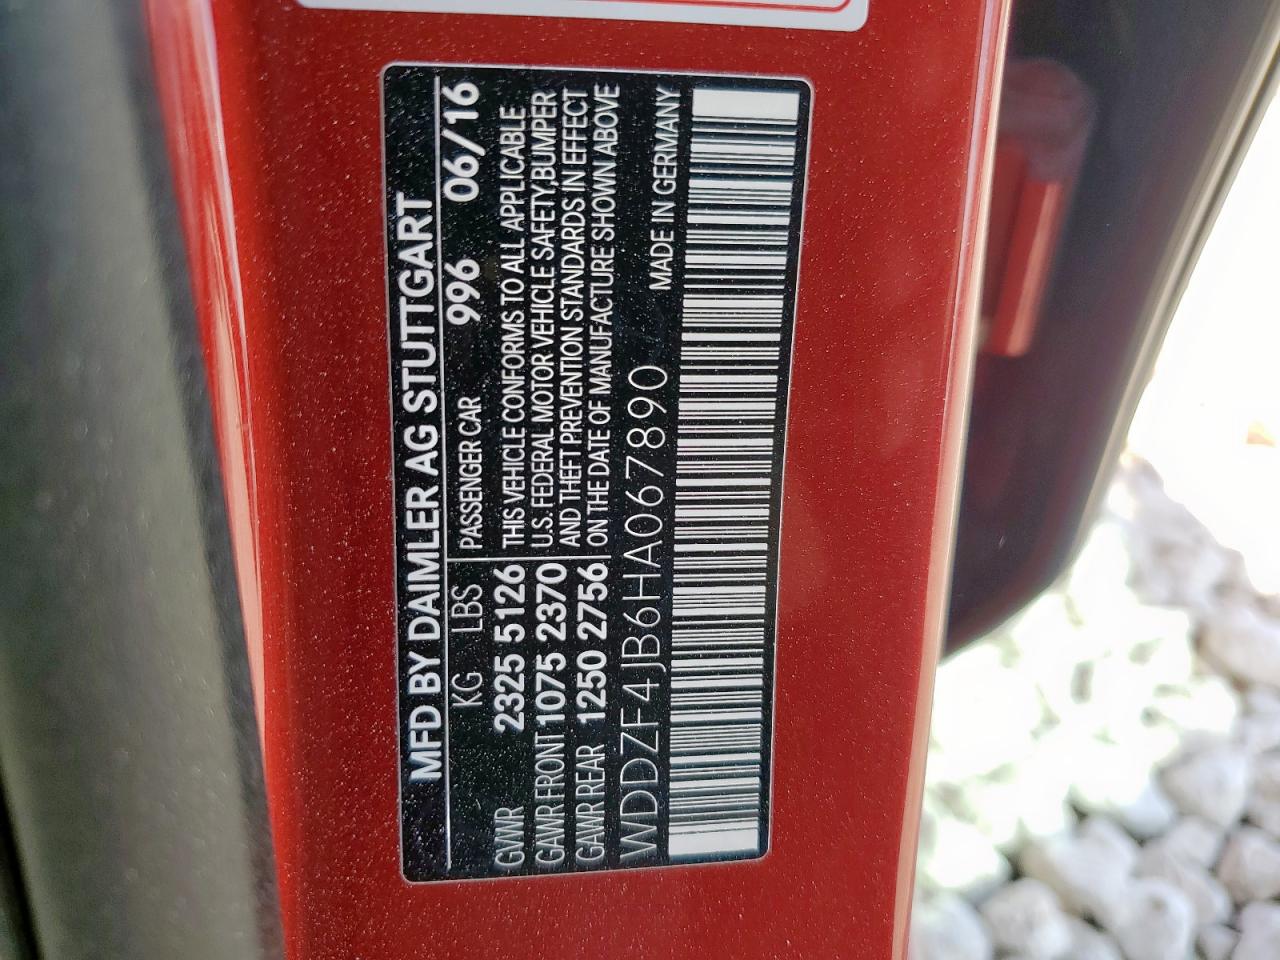 MFD BY DAIMLER AG STUTTGART
KG LBS PASSENGER CAR 996 06/16
GVWR 2325 5126 THIS VEHICLE CONFORMS TO ALL APPLICABLE
GAWR FRONT 1075 2370 U.S. FEDERAL MOTOR VEHICLE SAFETY,BUMPER
GAWR REAR 1250 2756 AND THEFT PREVENTION STANDARDS IN EFFECT
ON THE DATE OF MANUFACTURE SHOWN ABOVE
WDDZF4JB6HA067890 MADE IN GERMANY